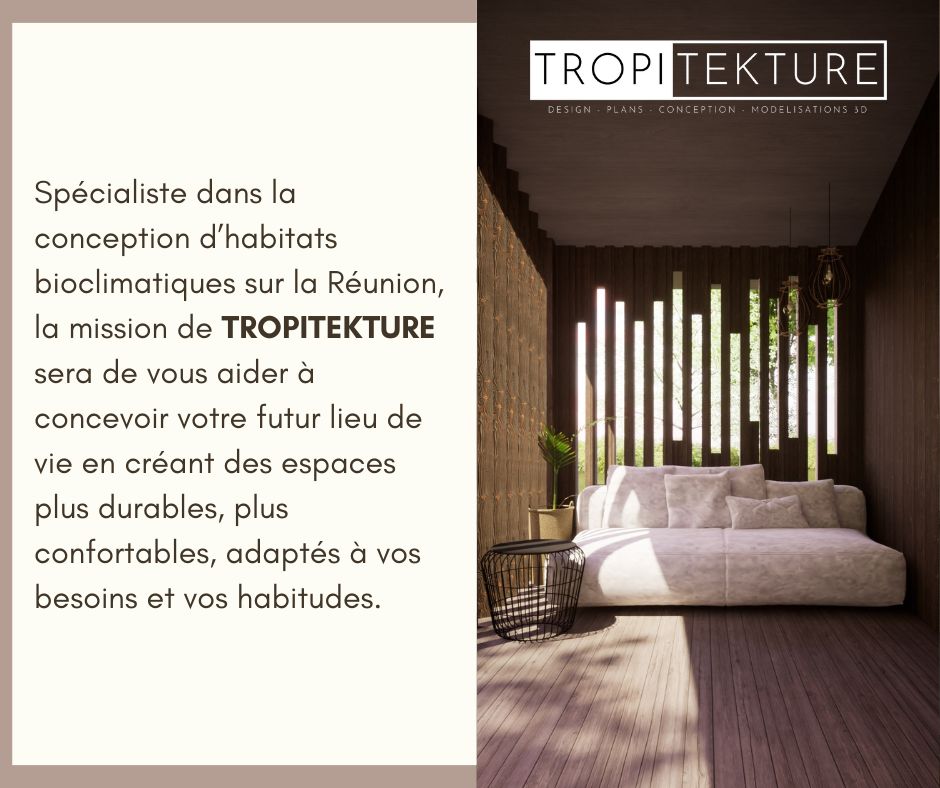 Spécialiste dans la
conception d’habitats
bioclimatiques sur la Réunion,
la mission de TROPITEKTURE
sera de vous aider à
concevoir votre futur lieu de
vie en créant des espaces
plus durables, plus
confortables, adaptés à vos
besoins et vos habitudes.
TROPITEKTURE
DESIGN - PLANS - CONCEPTION - MODELISATIONS 3D